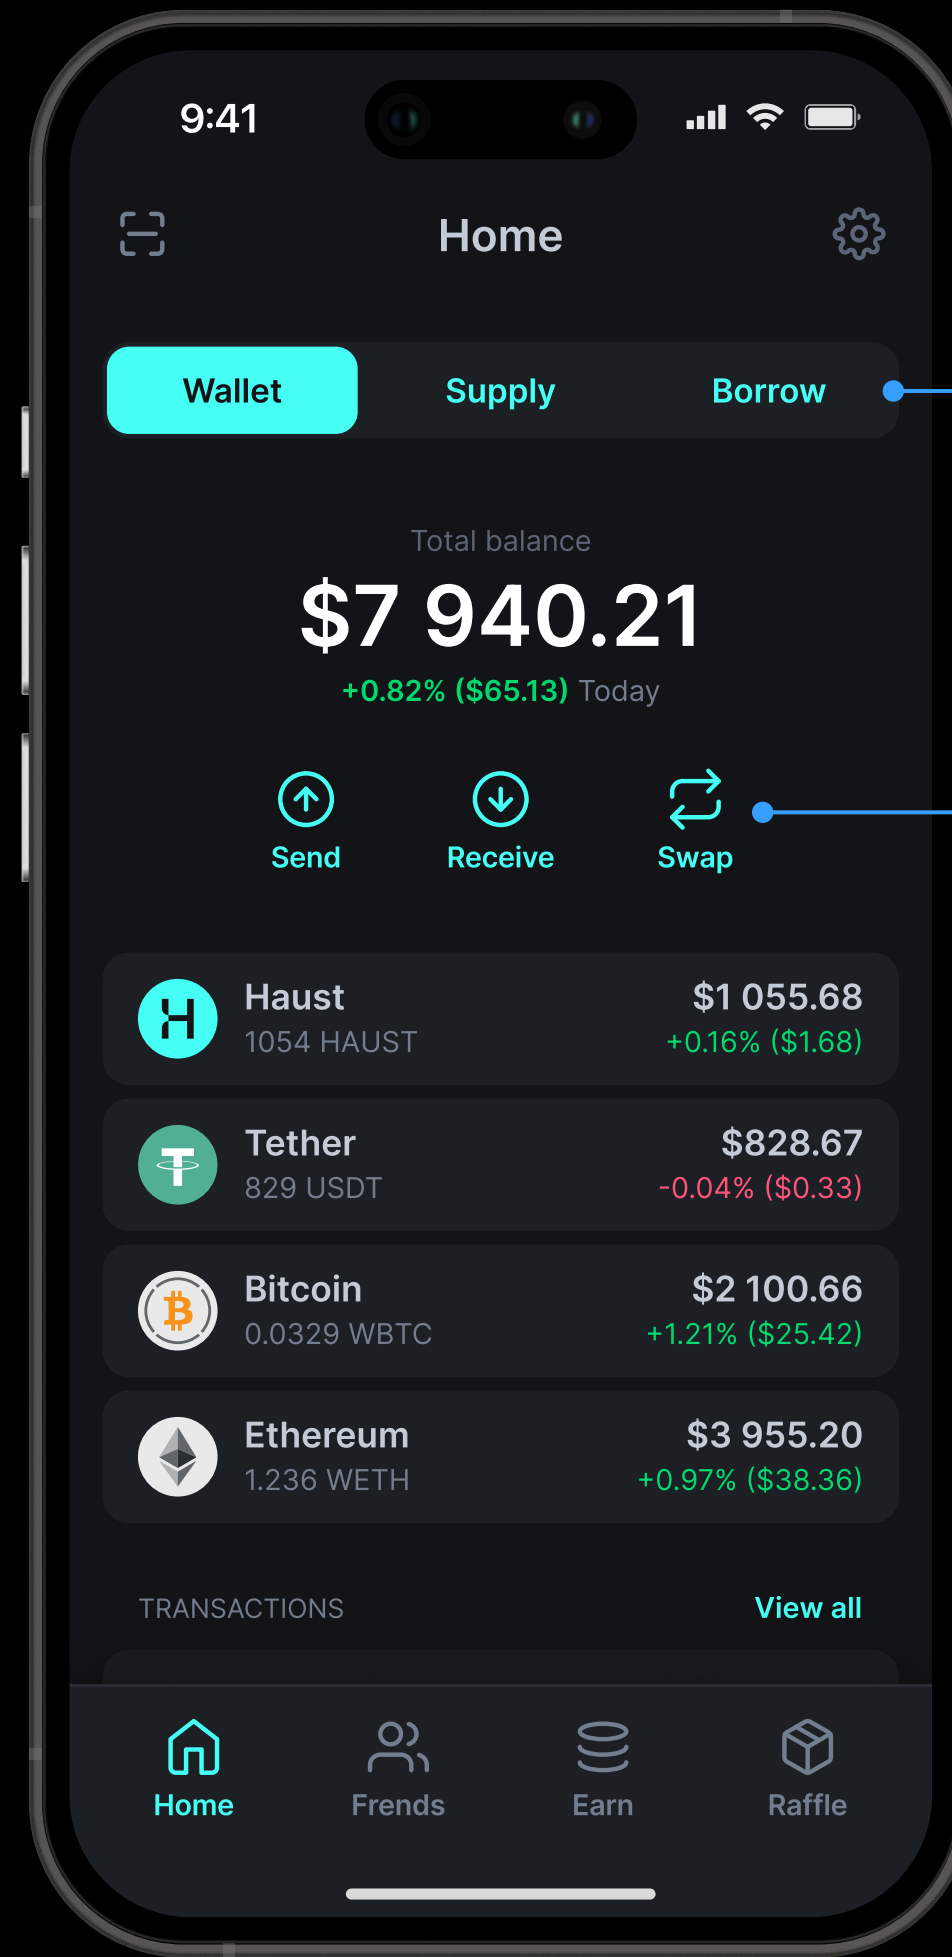 9:41
Home
Wallet Supply Borrow
Total balance
$7 940.21
+0.82% ($65.13) Today
Send Receive Swap
Haust $1 055.68
1054 HAUST +0.16% ($1.68)
Tether $828.67
829 USDT -0.04% ($0.33)
Bitcoin $2 100.66
0.0329 WBTC +1.21% ($25.42)
Ethereum $3 955.20
1.236 WETH +0.97% ($38.36)
TRANSACTIONS View all
Home Frends Earn Raffle